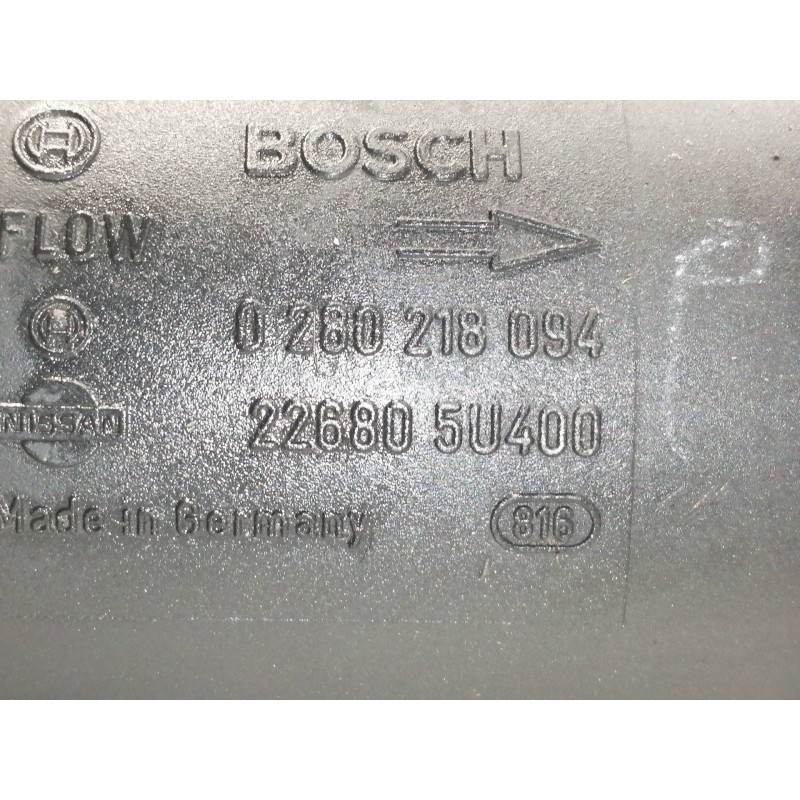 BOSCH
FLOW
0 280 218 094
NISSAN 22680 5U400
Made in Germany 816